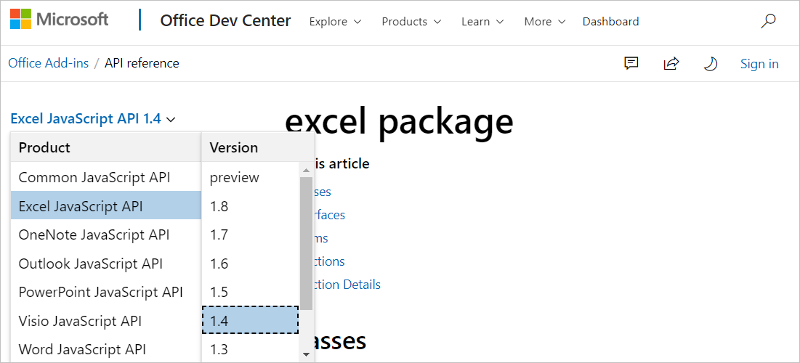 Microsoft Office Dev Center Explore Products Learn More Dashboard
Office Add-ins / API reference Sign in
Excel JavaScript API 1.4
excel package
Product Version
is article
Common JavaScript API preview
ses
Excel JavaScript API 1.8
rfaces
OneNote JavaScript API 1.7
ms
Outlook JavaScript API 1.6
ctions
PowerPoint JavaScript API 1.5
ction Details
Visio JavaScript API 1.4
Word JavaScript API 1.3
asses